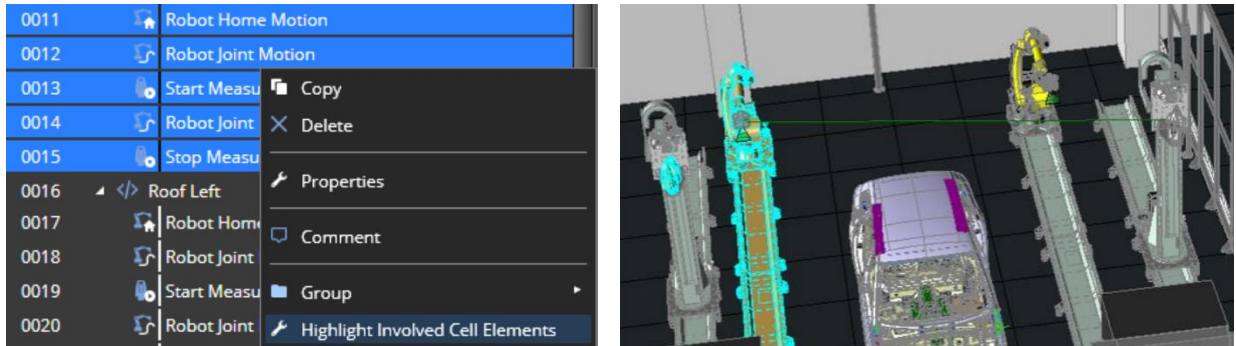 0011 Robot Home Motion
0012 Robot Joint Motion
0013 Start Measu
0014 Robot Joint
0015 Stop Measu
0016 </> Roof Left
0017 Robot Hom
0018 Robot Joint
0019 Start Measu
0020 Robot Joint
Copy
Delete
Properties
Comment
Group
Highlight Involved Cell Elements